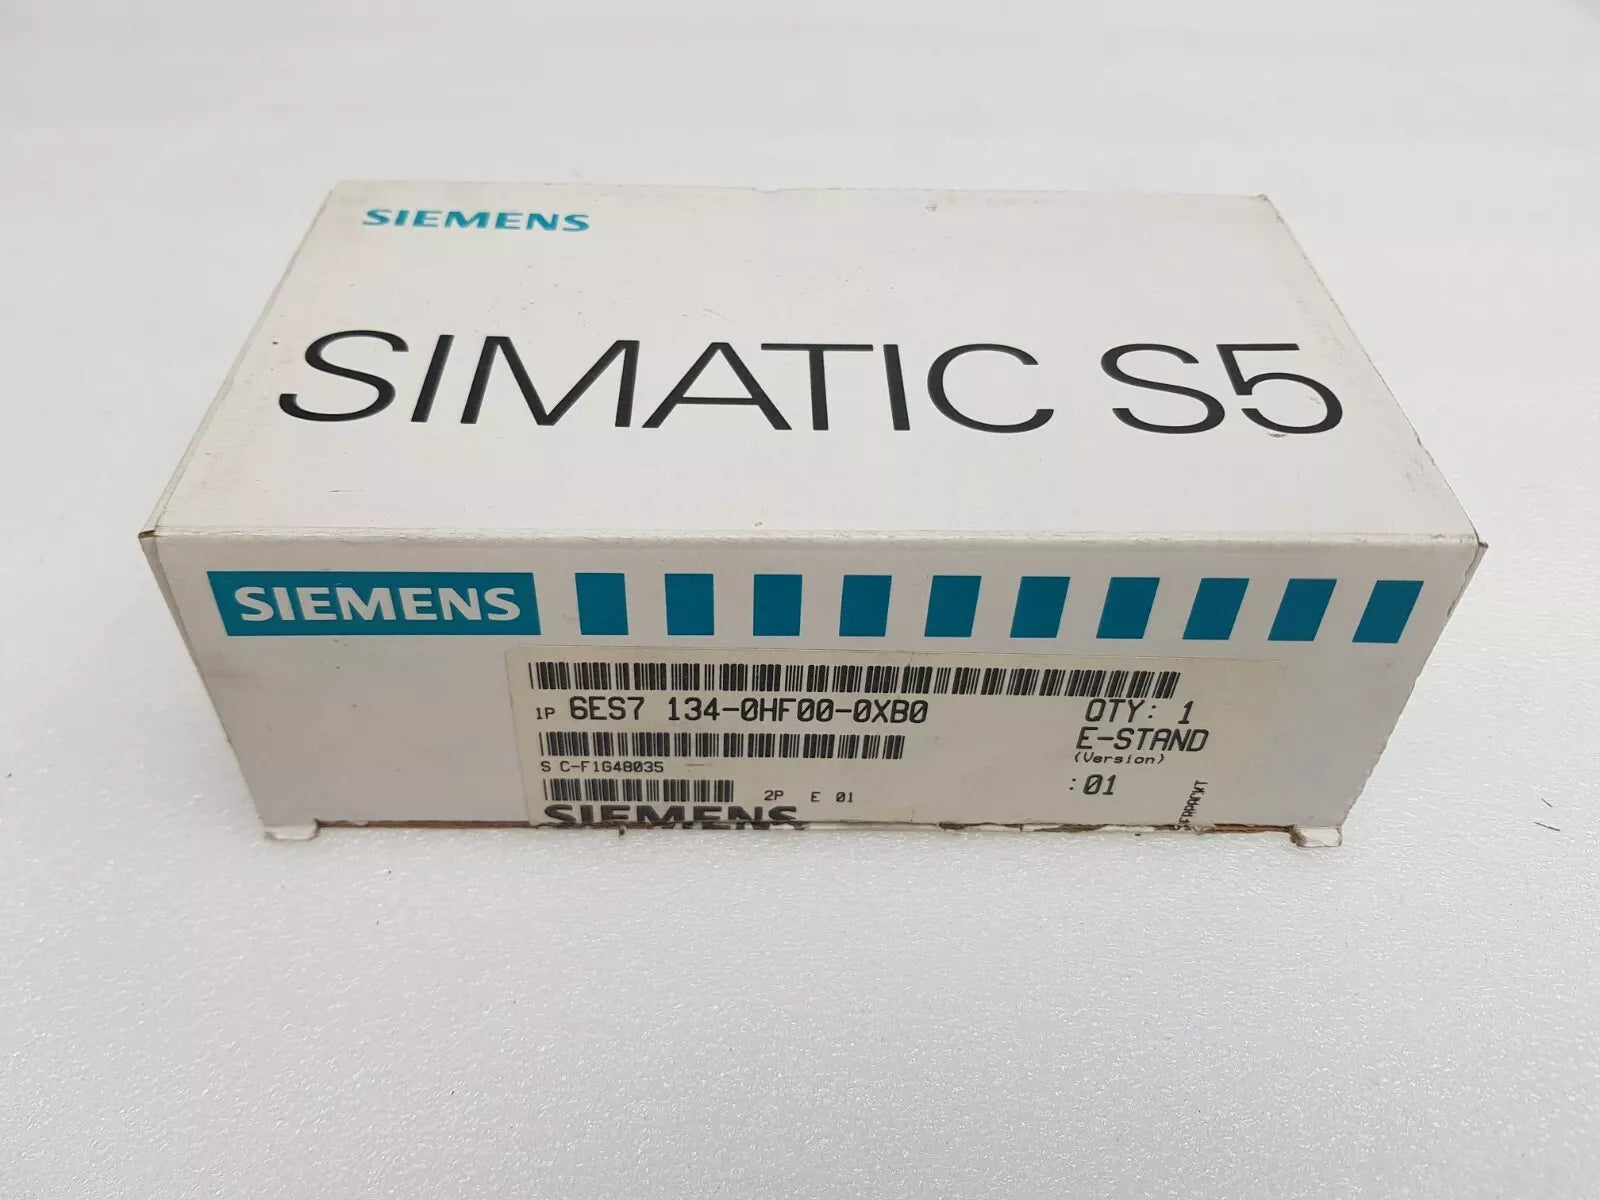 SIEMENS
SIMATIC S5
SIEMENS
1P 6ES7 134-0HF00-0XB0 QTY: 1
E-STAND
(Version)
S C-F1G48035
:01
2P E 01
SIEMENS